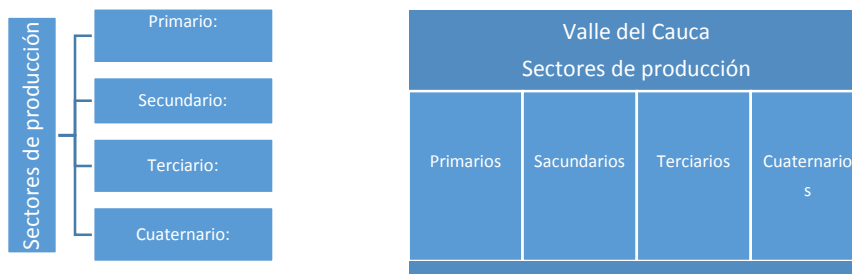 Sectores de producción
Primario:
Secundario:
Terciario:
Cuaternario:
Valle del Cauca
Sectores de producción
Primarios
Sacundarios
Terciarios
Cuaternario
s